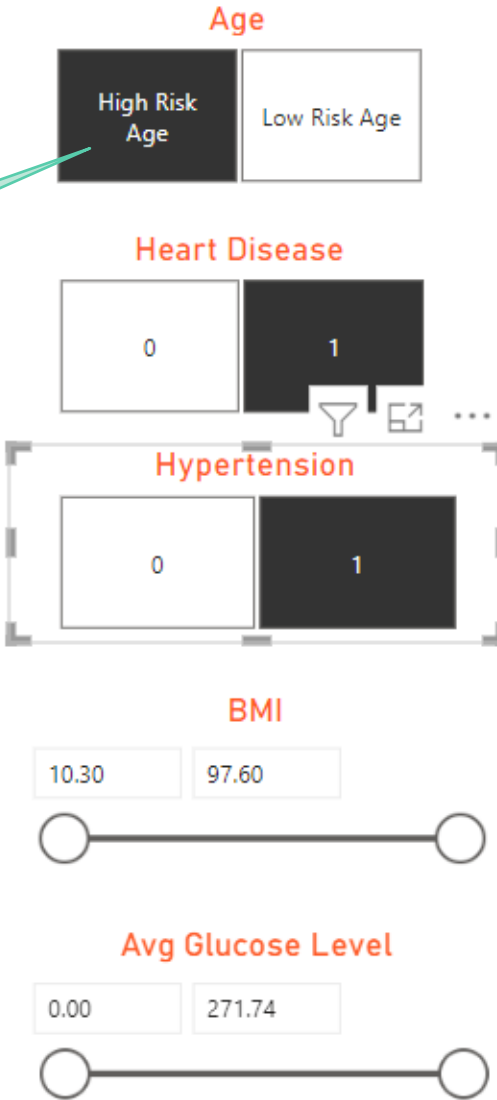 Age
High Risk
Age
Low Risk Age
Heart Disease
0
1
Hypertension
0
1
BMI
10.30
97.60
Avg Glucose Level
0.00
271.74